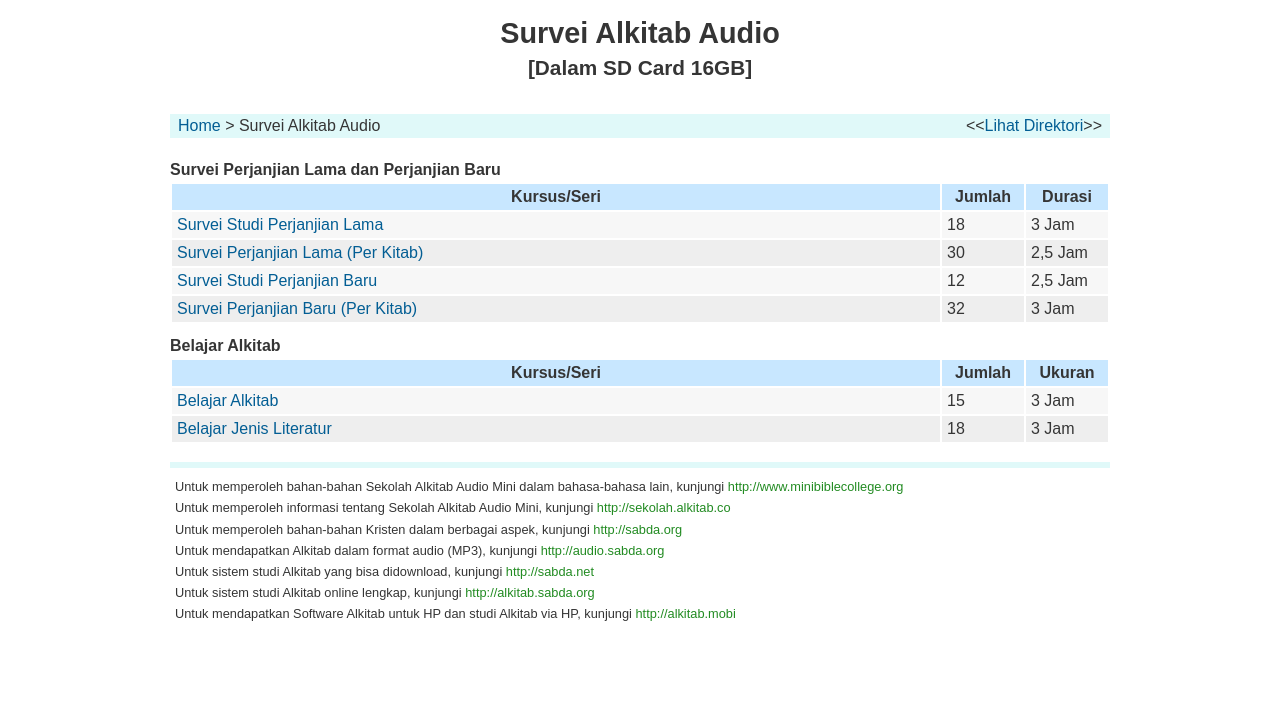 Survei Alkitab Audio
[Dalam SD Card 16GB]
Home > Survei Alkitab Audio <<Lihat Direktori>>
Survei Perjanjian Lama dan Perjanjian Baru
Kursus/Seri Jumlah Durasi
Survei Studi Perjanjian Lama 18 3 Jam
Survei Perjanjian Lama (Per Kitab) 30 2,5 Jam
Survei Studi Perjanjian Baru 12 2,5 Jam
Survei Perjanjian Baru (Per Kitab) 32 3 Jam
Belajar Alkitab
Kursus/Seri Jumlah Ukuran
Belajar Alkitab 15 3 Jam
Belajar Jenis Literatur 18 3 Jam
Untuk memperoleh bahan-bahan Sekolah Alkitab Audio Mini dalam bahasa-bahasa lain, kunjungi http://www.minibiblecollege.org
Untuk memperoleh informasi tentang Sekolah Alkitab Audio Mini, kunjungi http://sekolah.alkitab.co
Untuk memperoleh bahan-bahan Kristen dalam berbagai aspek, kunjungi http://sabda.org
Untuk mendapatkan Alkitab dalam format audio (MP3), kunjungi http://audio.sabda.org
Untuk sistem studi Alkitab yang bisa didownload, kunjungi http://sabda.net
Untuk sistem studi Alkitab online lengkap, kunjungi http://alkitab.sabda.org
Untuk mendapatkan Software Alkitab untuk HP dan studi Alkitab via HP, kunjungi http://alkitab.mobi